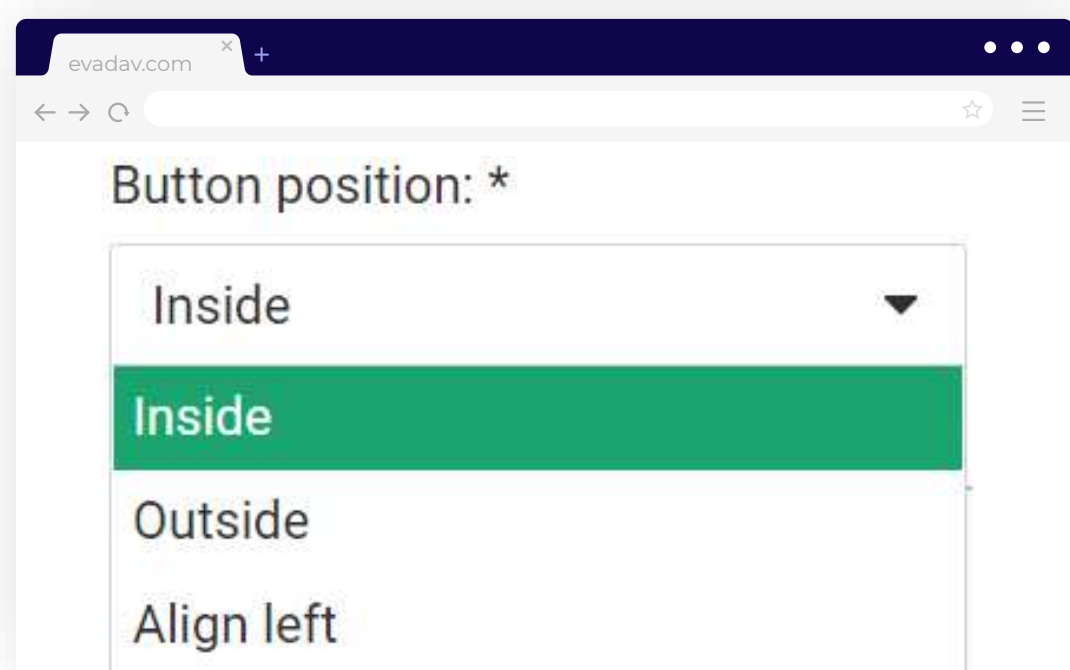 evadav.com
Button position: *
Inside
Inside
Outside
Align left